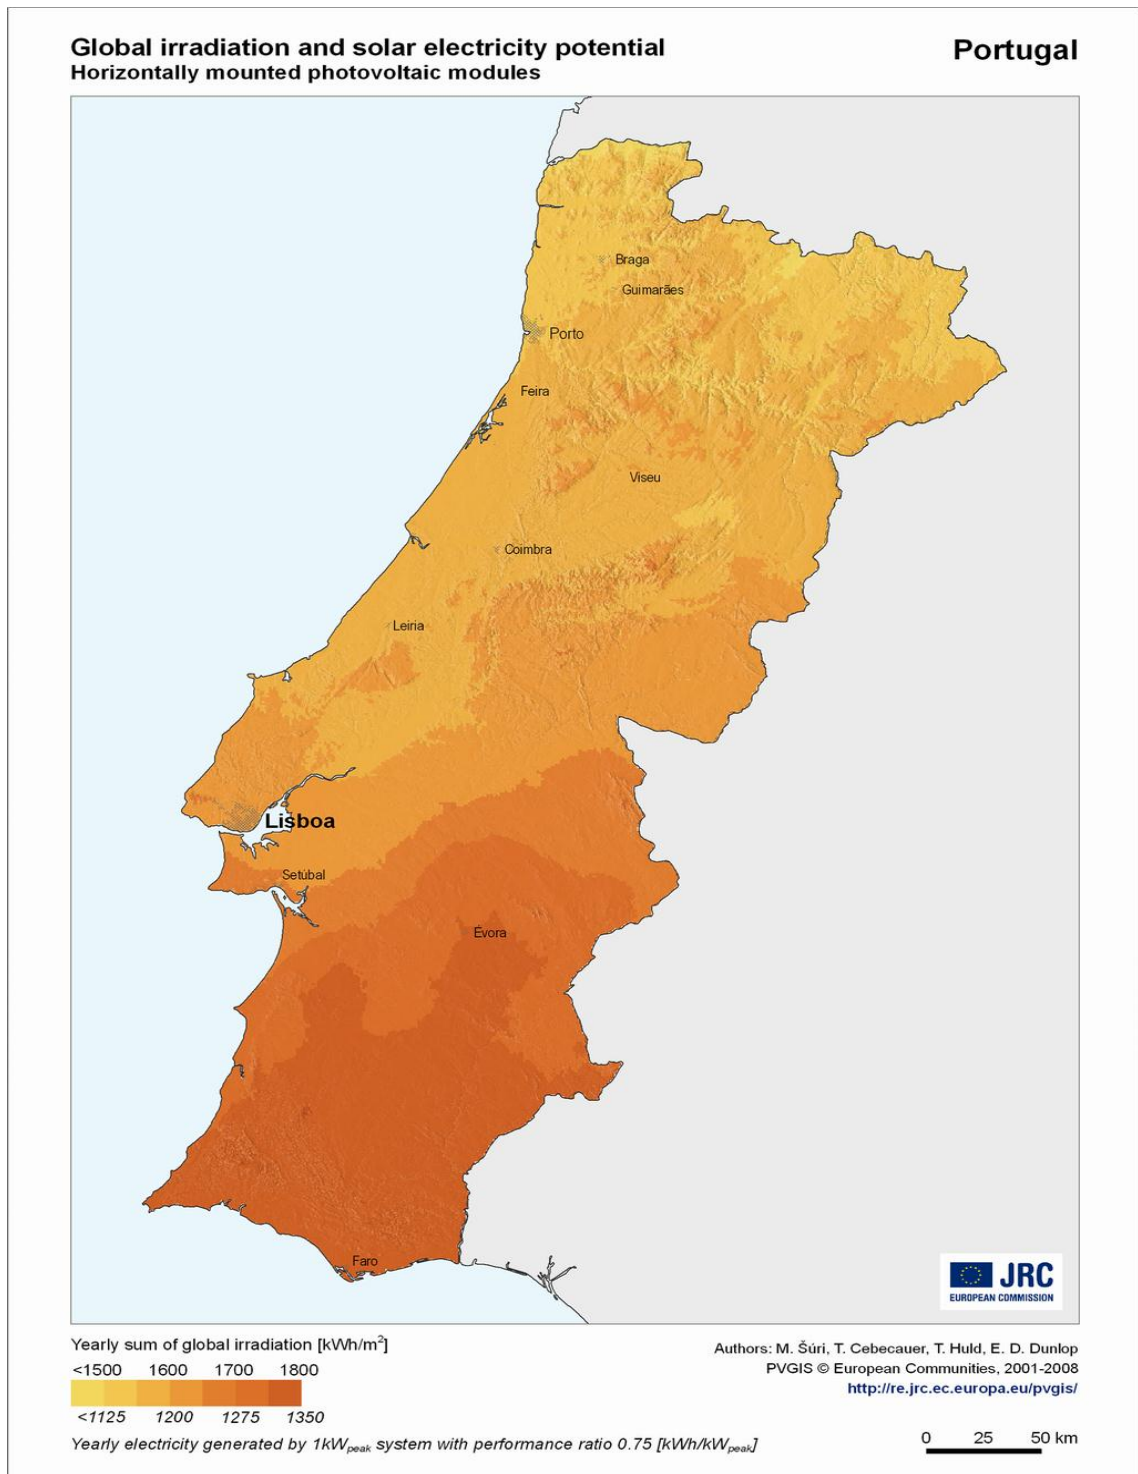 Global irradiation and solar electricity potential
Horizontally mounted photovoltaic modules
Portugal
Braga
Guimarães
Porto
Feira
Viseu
Coimbra
Leiria
Lisboa
Setúbal
Évora
Faro
JRC
EUROPEAN COMMISSION
Yearly sum of global irradiation [kWh/m²]
<1500 1600 1700 1800
<1125 1200 1275 1350
Yearly electricity generated by 1kWpeak system with performance ratio 0.75 [kWh/kWpeak]
Authors: M. Šúri, T. Cebecauer, T. Huld, E. D. Dunlop
PVGIS © European Communities, 2001-2008
http://re.jrc.ec.europa.eu/pvgis/
0 25 50 km